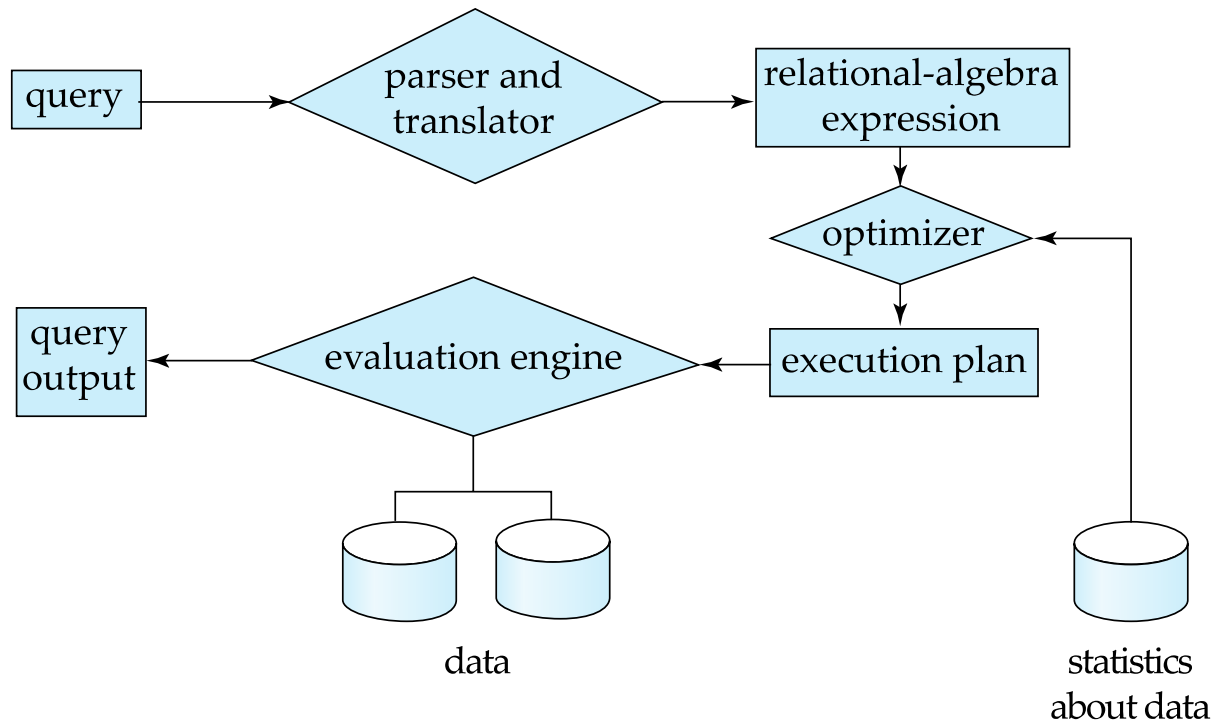 query
parser and
translator
relational-algebra
expression
optimizer
query
output
evaluation engine
execution plan
data
statistics
about data